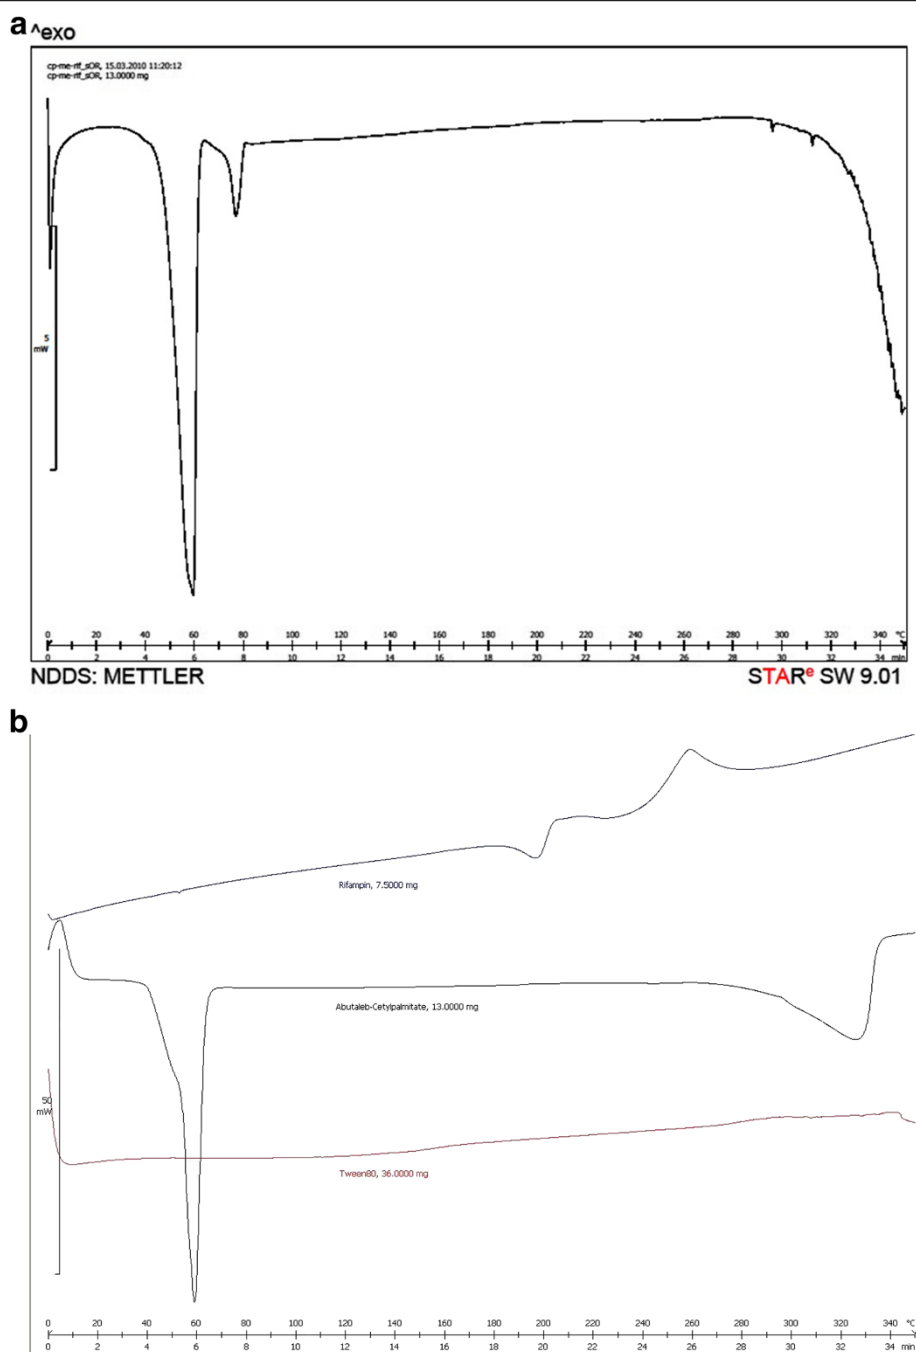 a ^exo
cp-me-rif_sOR, 15.03.2010 11:20:12
cp-me-rif_sOR, 13.0000 mg
5
mW
0 20 40 60 80 100 120 140 160 180 200 220 240 260 280 300 320 340 °C
0 2 4 6 8 10 12 14 16 18 20 22 24 26 28 30 32 min
NDDS: METTLER STARe SW 9.01
b
Rifampin, 7.5000 mg
Abutaleb-Cetylpalmitate, 13.0000 mg
50
mW
Tween80, 36.0000 mg
0 20 40 60 80 100 120 140 160 180 200 220 240 260 280 300 320 340 °C
0 2 4 6 8 10 12 14 16 18 20 22 24 26 28 30 32 34 min